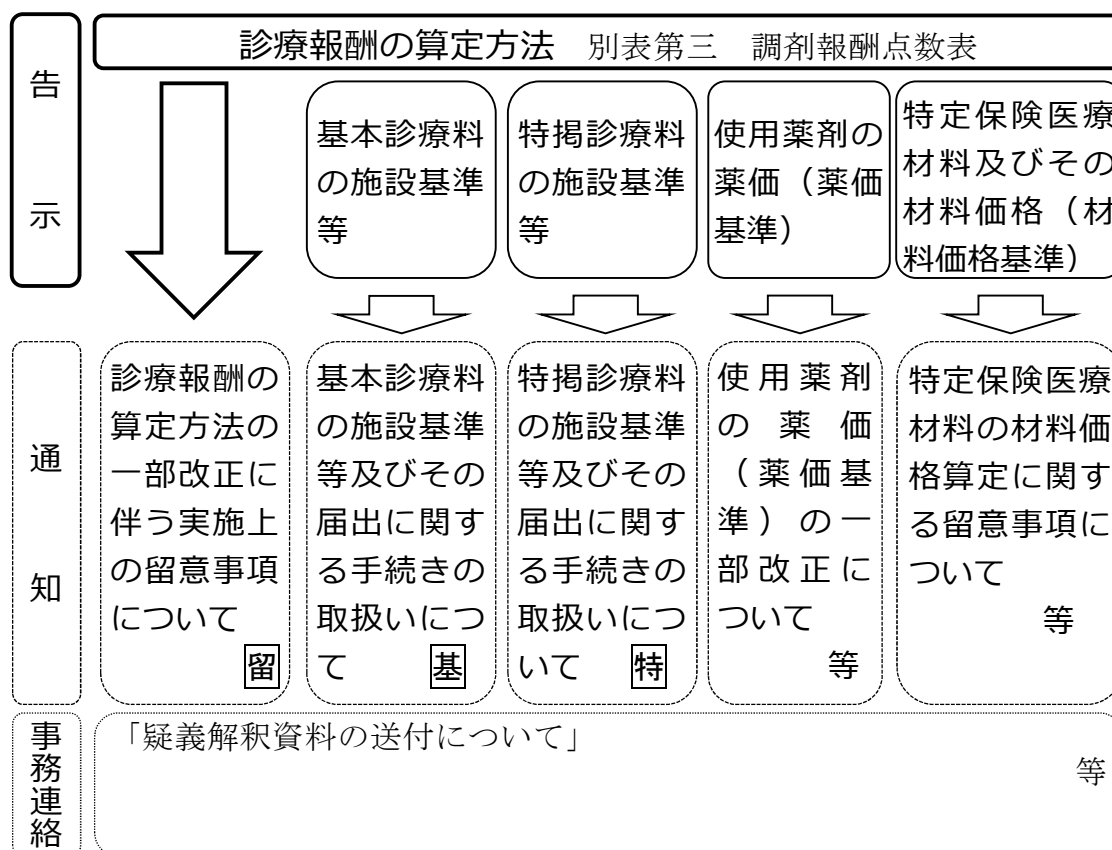 告示
診療報酬の算定方法 別表第三 調剤報酬点数表
基本診療料
の施設基準
等
特掲診療料
の施設基準
等
使用薬剤の
薬価（薬価
基準）
特定保険医療
材料及びその
材料価格（材
料価格基準）
通知
診療報酬の
算定方法の
一部改正に
伴う実施上
の留意事項
について
留
基本診療料
の施設基準
等及びその
届出に関す
る手続きの
取扱いにつ
て 基
特掲診療料
の施設基準
等及びその
届出に関す
る手続きの
取扱いにつ
いて 特
使用薬剤
の薬価
（薬価基
準）の一
部改正に
ついて
等
特定保険医療
材料の材料価
格算定に関す
る留意事項に
ついて
等
事務連絡
「疑義解釈資料の送付について」
等